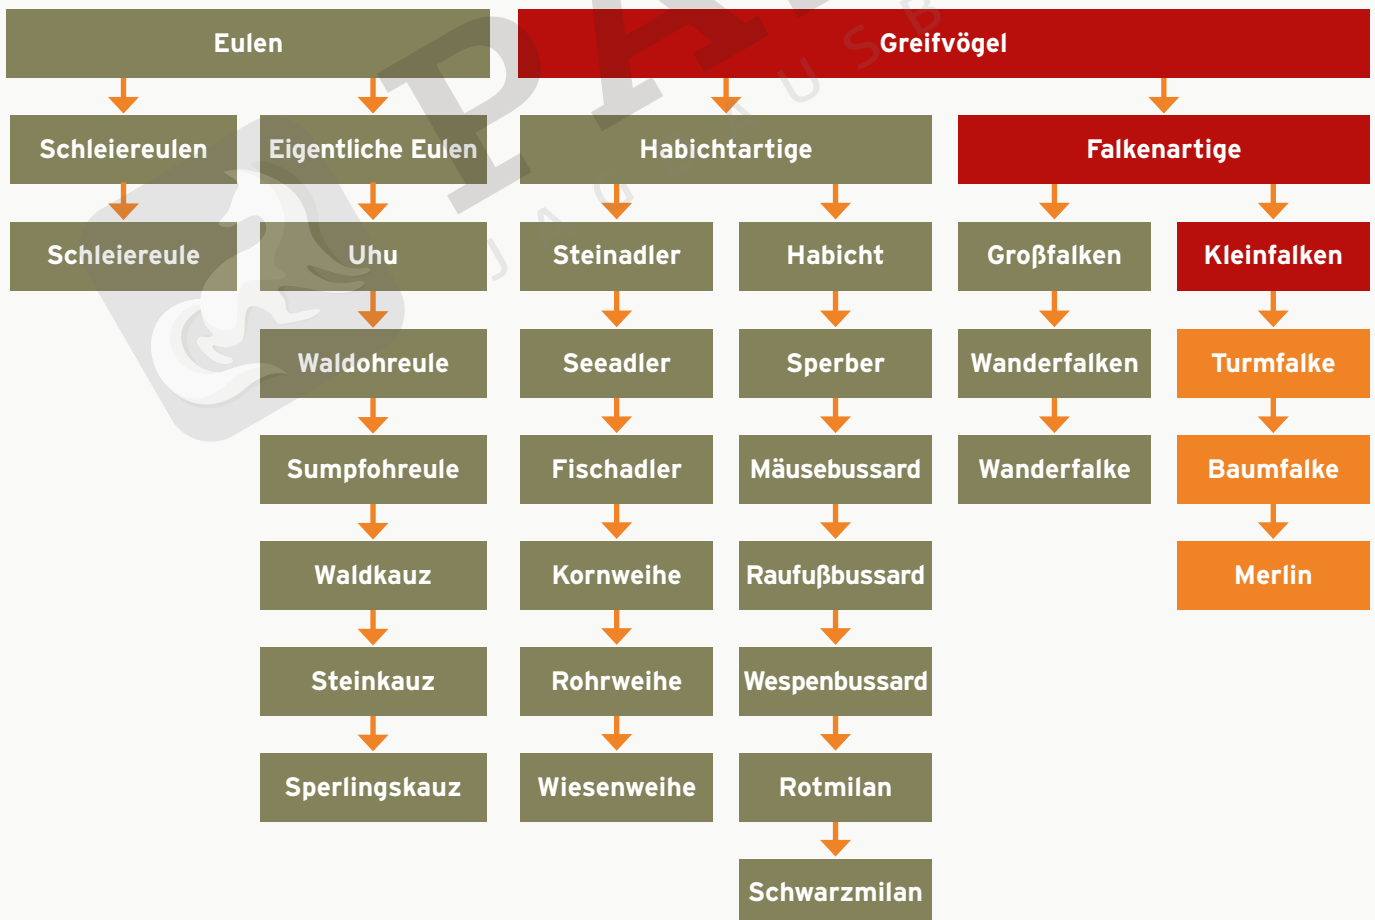 Eulen
Greifvögel
Schleiereulen
Eigentliche Eulen
Habichtartige
Falkenartige
Schleiereule
Uhu
Steinadler
Habicht
Großfalken
Kleinfalken
Waldohreule
Seeadler
Sperber
Wanderfalken
Turmfalke
Sumpfohreule
Fischadler
Mäusebussard
Wanderfalke
Baumfalke
Waldkauz
Kornweihe
Raufußbussard
Merlin
Steinkauz
Rohrweihe
Wespenbussard
Sperlingskauz
Wiesenweihe
Rotmilan
Schwarzmilan